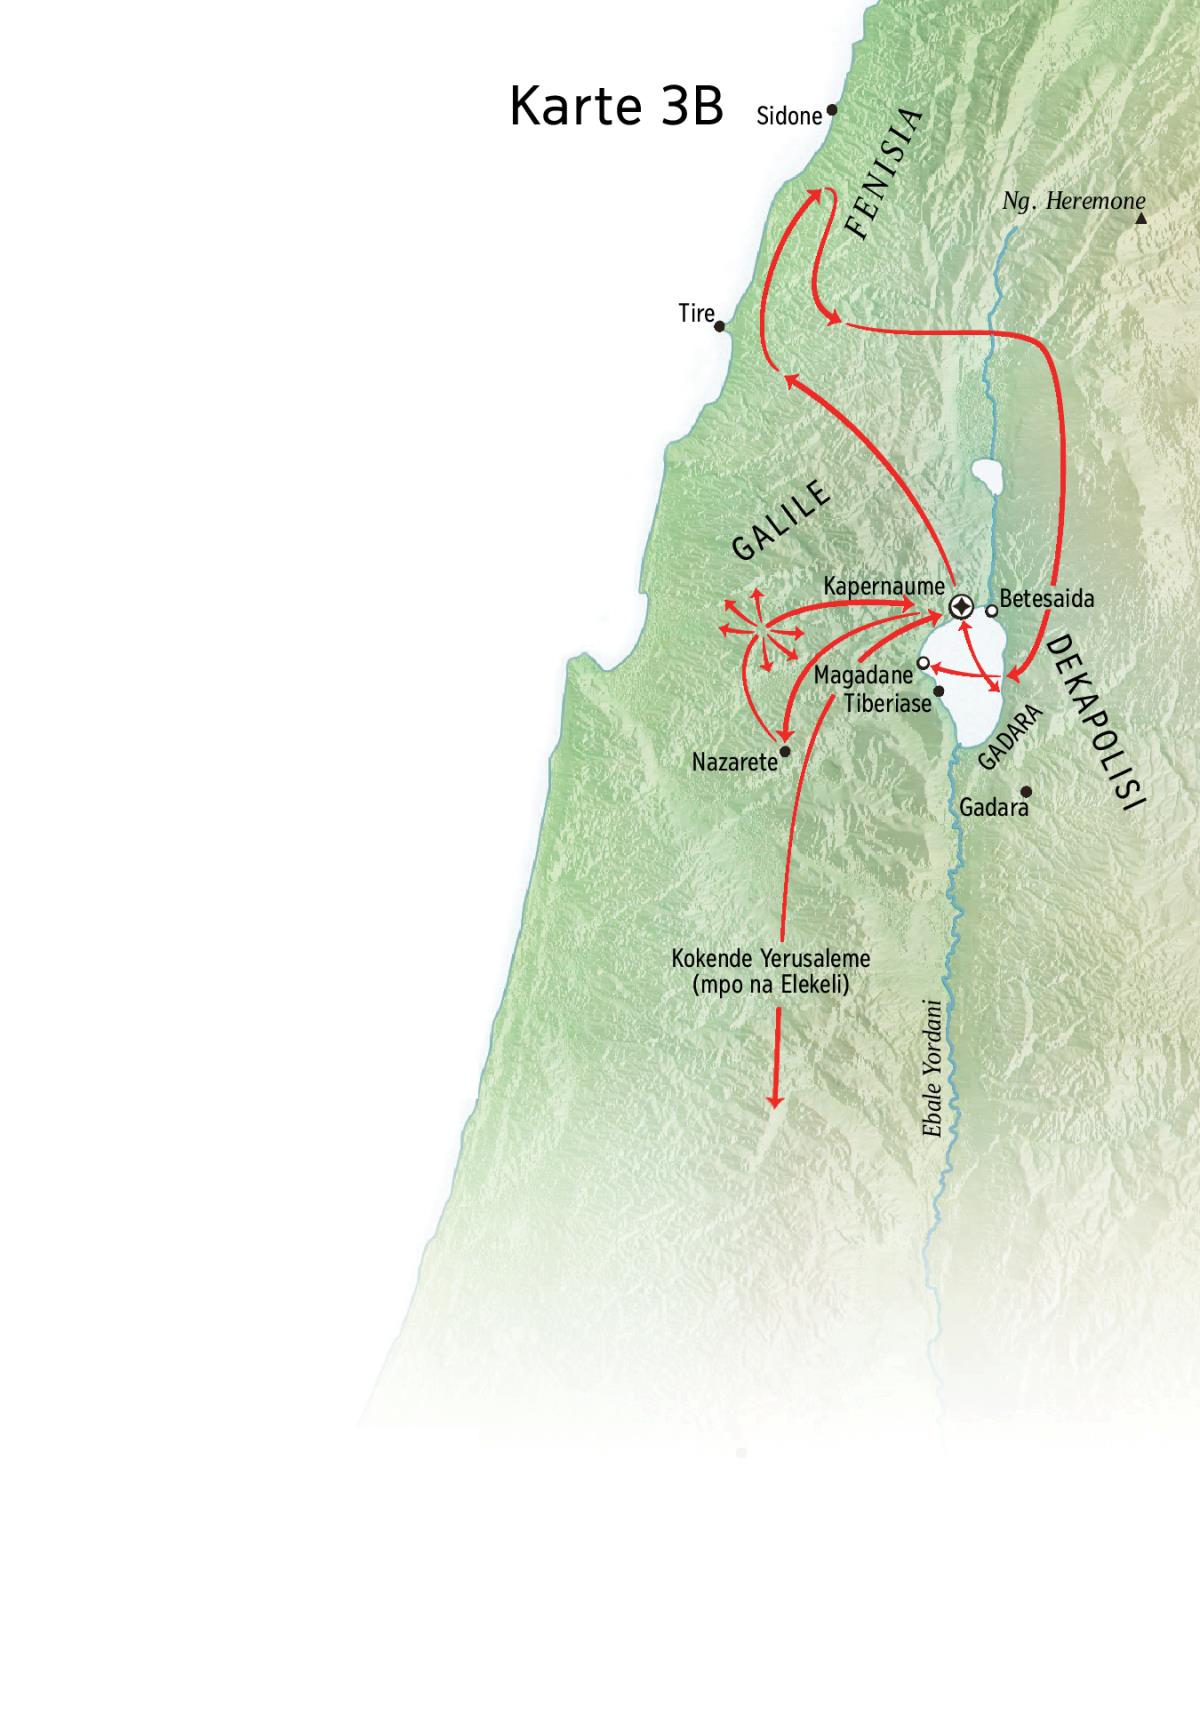 Karte 3B
Sidone
FENISIA
Ng. Heremone
Tire
GALILE
Kapernaume
Betesaida
DEKAPOLISI
Magadane
Tiberiase
GADARA
Nazarete
Gadara
Kokende Yerusaleme
(mpo na Elekeli)
Ebale Yordani